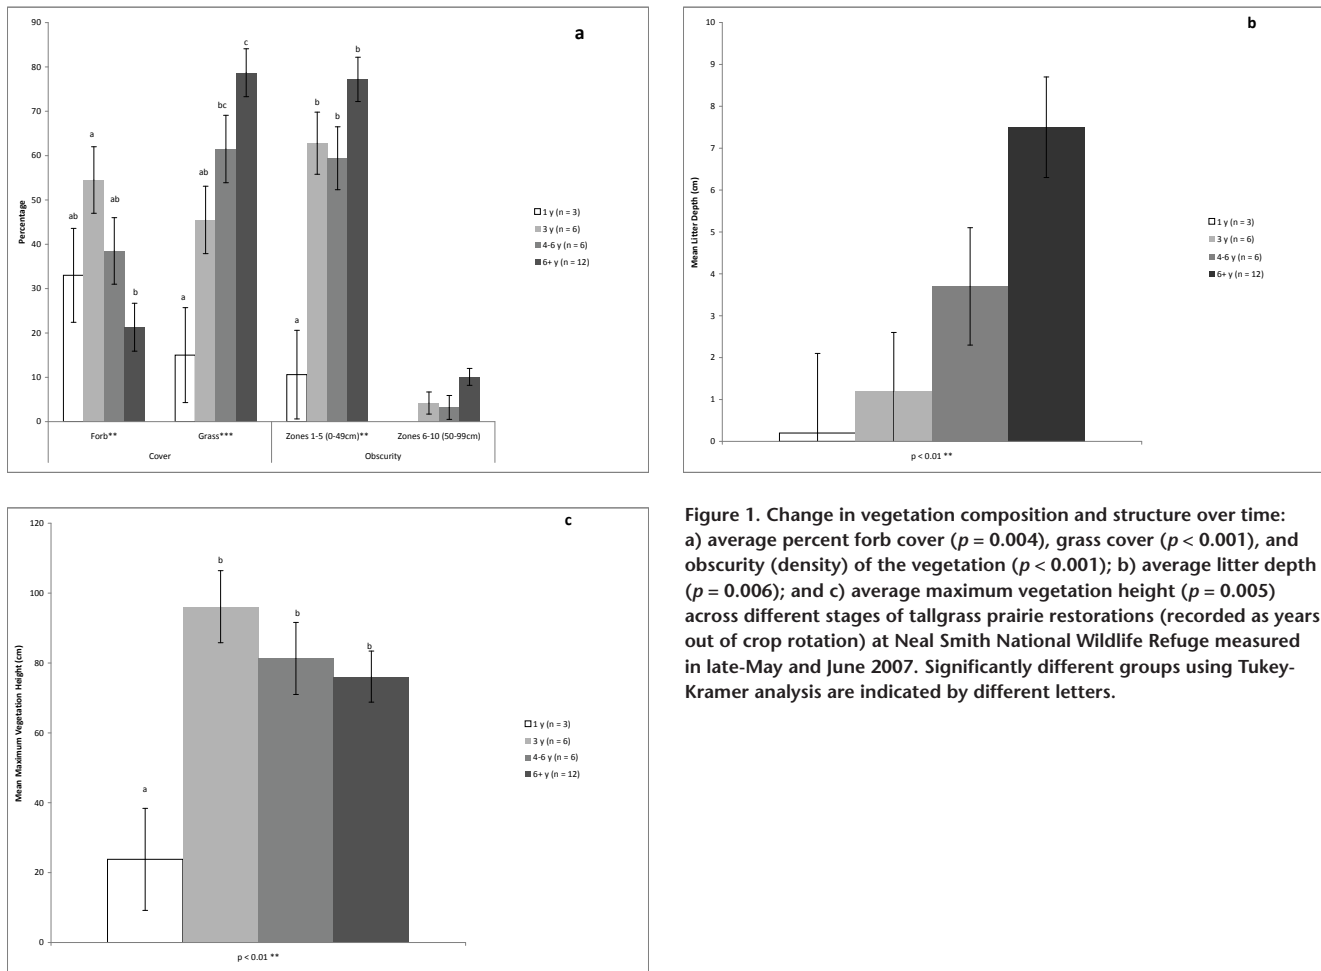 a
90
80
70
60
50
40
30
20
10
0
Percentage
ab
a
ab
b
a
ab
bc
c
a
b
b
b
Forb**
Grass***
Zones 1-5 (0-49cm)**
Zones 6-10 (50-99cm)
Cover
Obscurity
1 y (n = 3)
3 y (n = 6)
4-6 y (n = 6)
6+ y (n = 12)
b
10
9
8
7
6
5
4
3
2
1
0
Mean Litter Depth (cm)
p < 0.01 **
1 y (n = 3)
3 y (n = 6)
4-6 y (n = 6)
6+ y (n = 12)
c
120
100
80
60
40
20
0
Mean Maximum Vegetation Height (cm)
a
b
b
b
p < 0.01 **
1 y (n = 3)
3 y (n = 6)
4-6 y (n = 6)
6+ y (n = 12)
Figure 1. Change in vegetation composition and structure over time:
a) average percent forb cover (p = 0.004), grass cover (p < 0.001), and
obscurity (density) of the vegetation (p < 0.001); b) average litter depth
(p = 0.006); and c) average maximum vegetation height (p = 0.005)
across different stages of tallgrass prairie restorations (recorded as years
out of crop rotation) at Neal Smith National Wildlife Refuge measured
in late-May and June 2007. Significantly different groups using Tukey-
Kramer analysis are indicated by different letters.